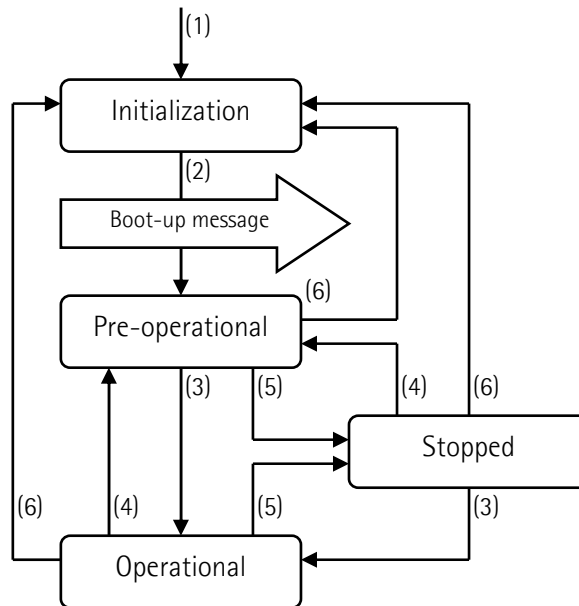 (1)
Initialization
(2)
Boot-up message
(6)
Pre-operational
(3)
(5)
(4)
(6)
Stopped
(6)
(4)
(5)
(3)
Operational